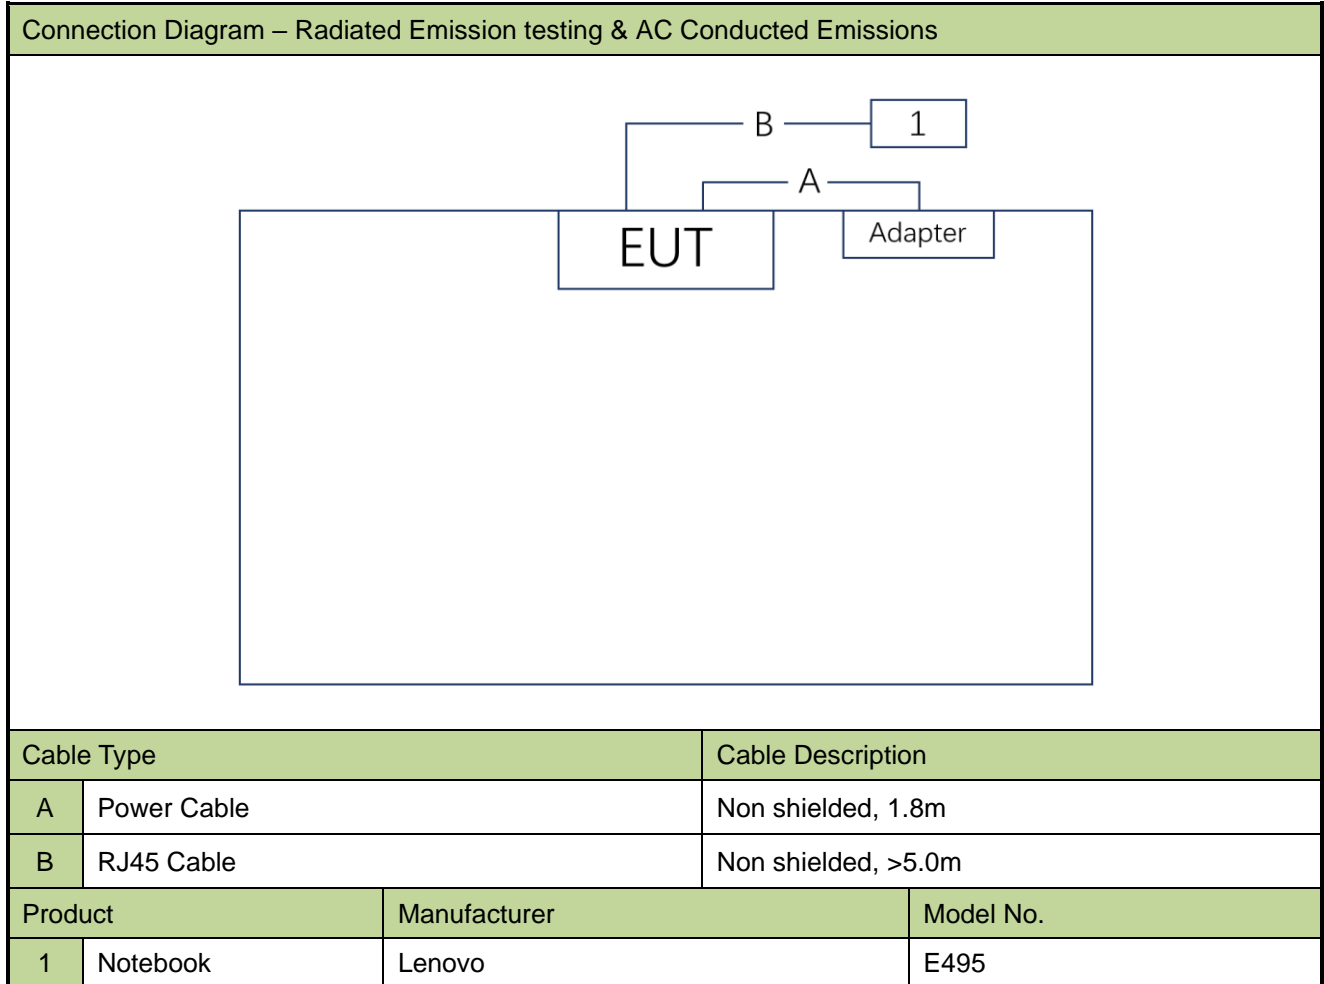 Connection Diagram – Radiated Emission testing & AC Conducted Emissions
B
1
A
EUT
Adapter
Cable Type
Cable Description
A
Power Cable
Non shielded, 1.8m
B
RJ45 Cable
Non shielded, >5.0m
Product
Manufacturer
Model No.
1
Notebook
Lenovo
E495